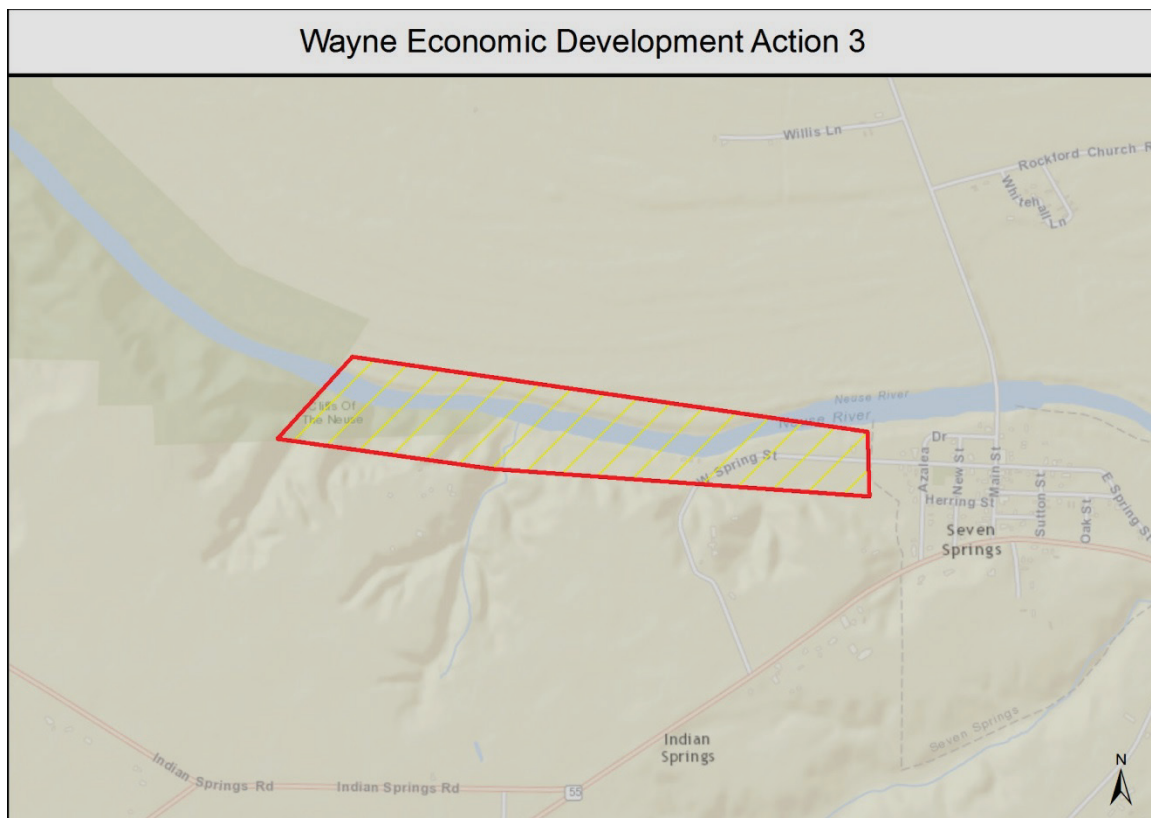 Wayne Economic Development Action 3
Willis Ln
Rockford Church R
Whitehall Ln
Cliffs Of
The Neuse
Neuse River
Neuse River
W Spring St
Dr
Azalea
New St
Main St
Herring St
Sutton St
Oak St
E Spring St
Seven
Springs
Seven Springs
Indian
Springs
Indian Springs Rd
Indian Springs Rd
55
N